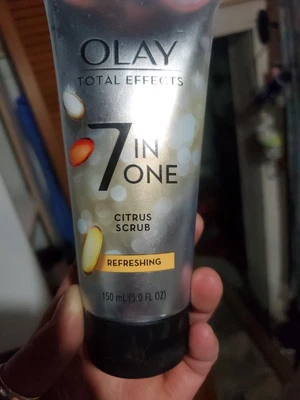 OLAY
TOTAL EFFECTS
7 IN
ONE
CITRUS
SCRUB
REFRESHING
150 mL (5.0 FL OZ)